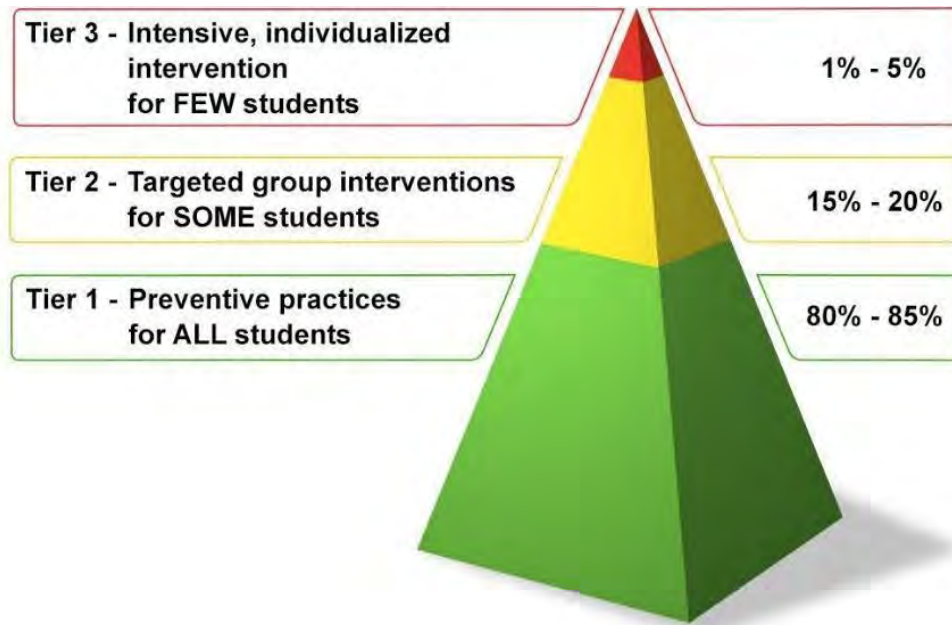 Tier 3 - Intensive, individualized
intervention
for FEW students
1% - 5%
Tier 2 - Targeted group interventions
for SOME students
15% - 20%
Tier 1 - Preventive practices
for ALL students
80% - 85%